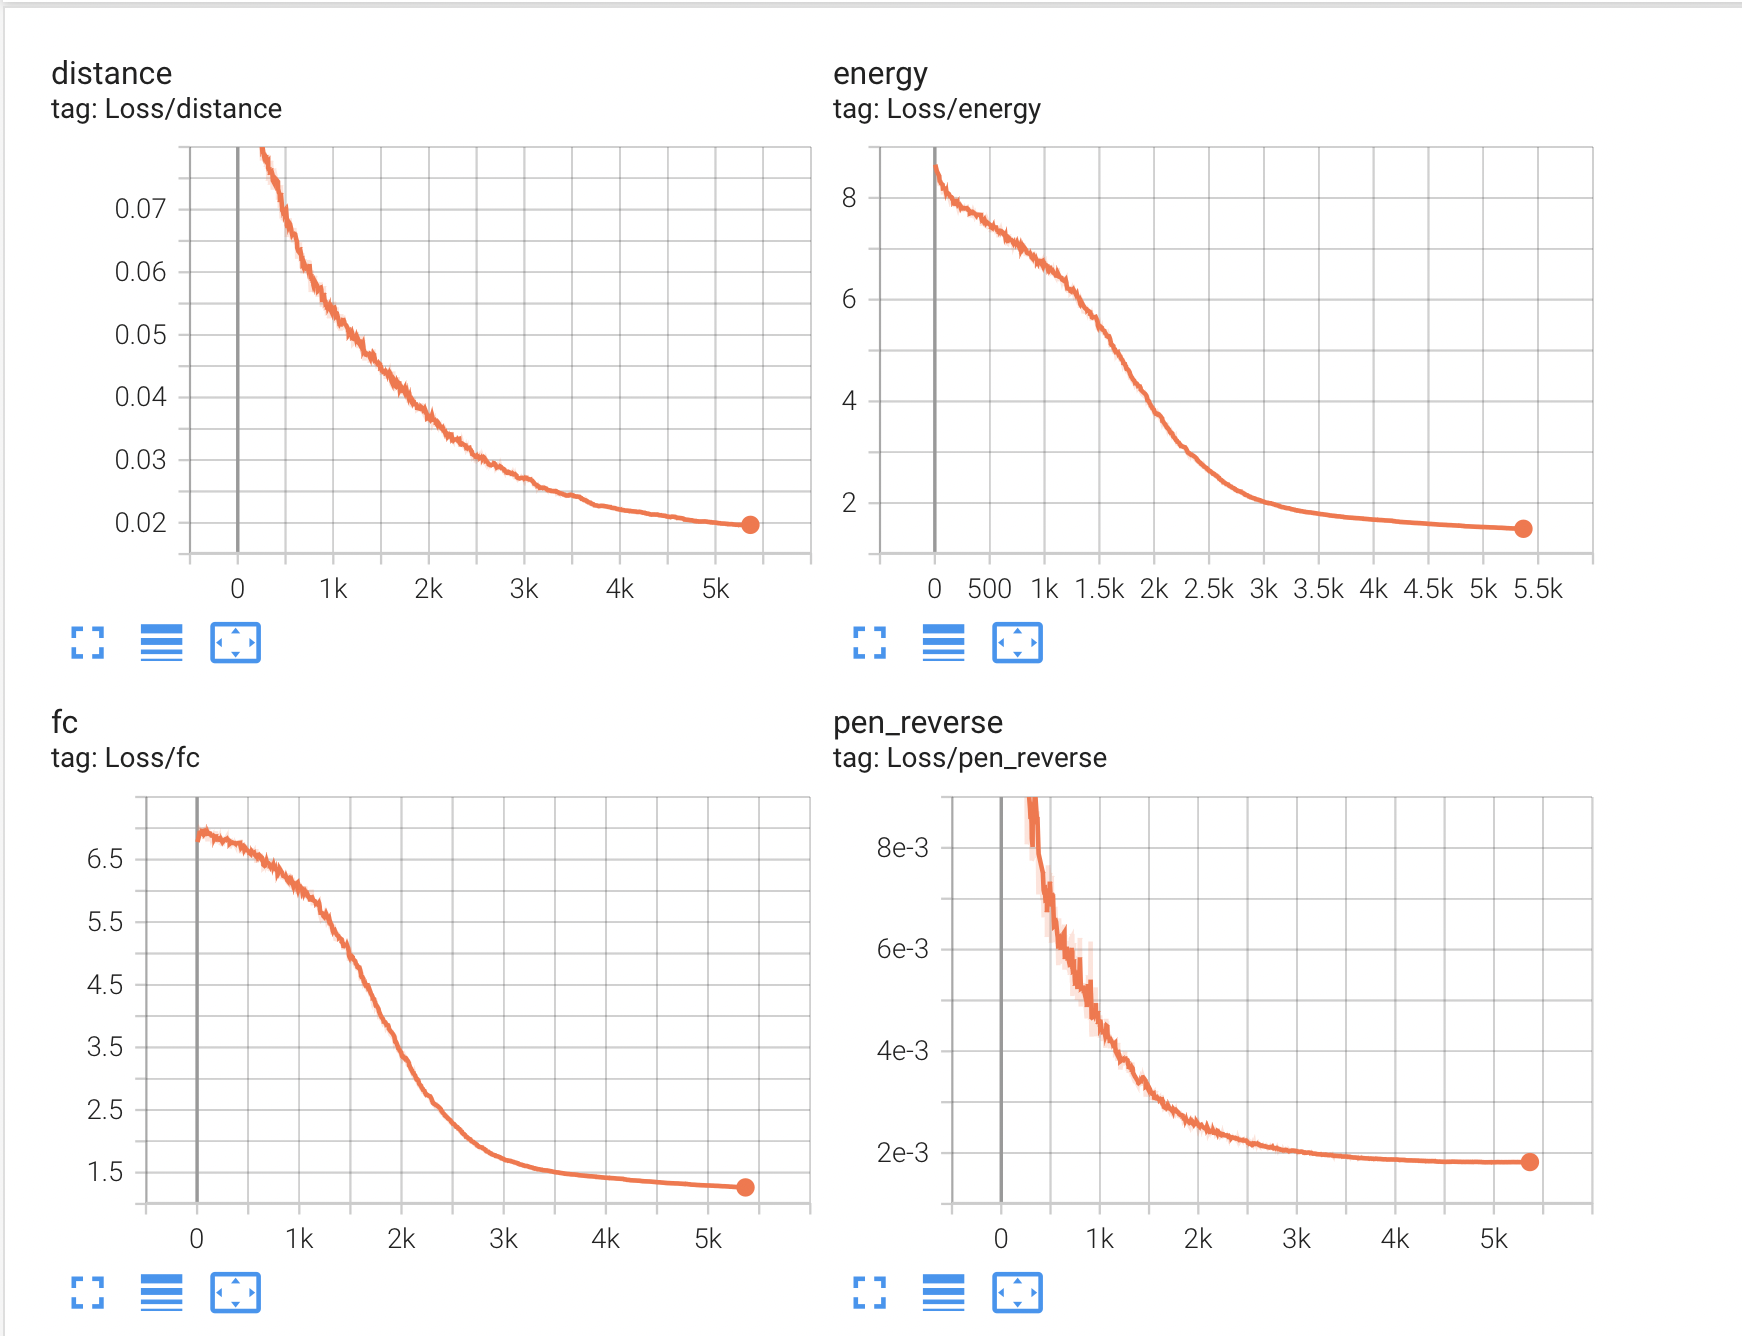 distance
tag: Loss/distance
0.07
0.06
0.05
0.04
0.03
0.02
0 1k 2k 3k 4k 5k
energy
tag: Loss/energy
8
6
4
2
0 500 1k 1.5k 2k 2.5k 3k 3.5k 4k 4.5k 5k 5.5k
fc
tag: Loss/fc
6.5
5.5
4.5
3.5
2.5
1.5
0 1k 2k 3k 4k 5k
pen_reverse
tag: Loss/pen_reverse
8e-3
6e-3
4e-3
2e-3
0 1k 2k 3k 4k 5k